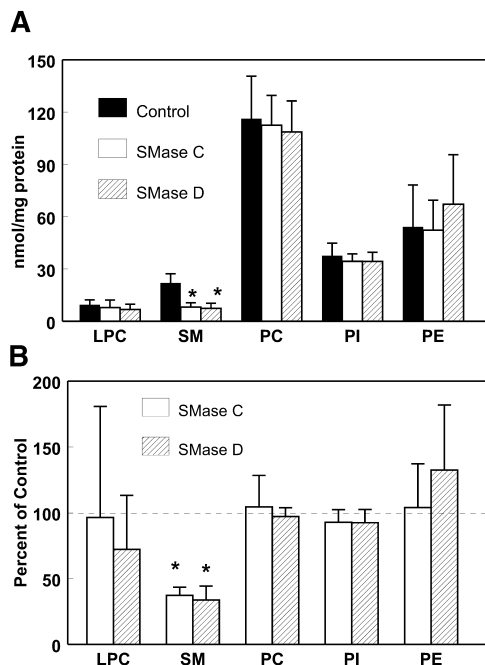 A
150
120
90
60
30
0
nmol/mg protein
Control
SMase C
SMase D
*
*
LPC SM PC PI PE
B
200
150
100
50
0
Percent of Control
SMase C
SMase D
*
*
LPC SM PC PI PE